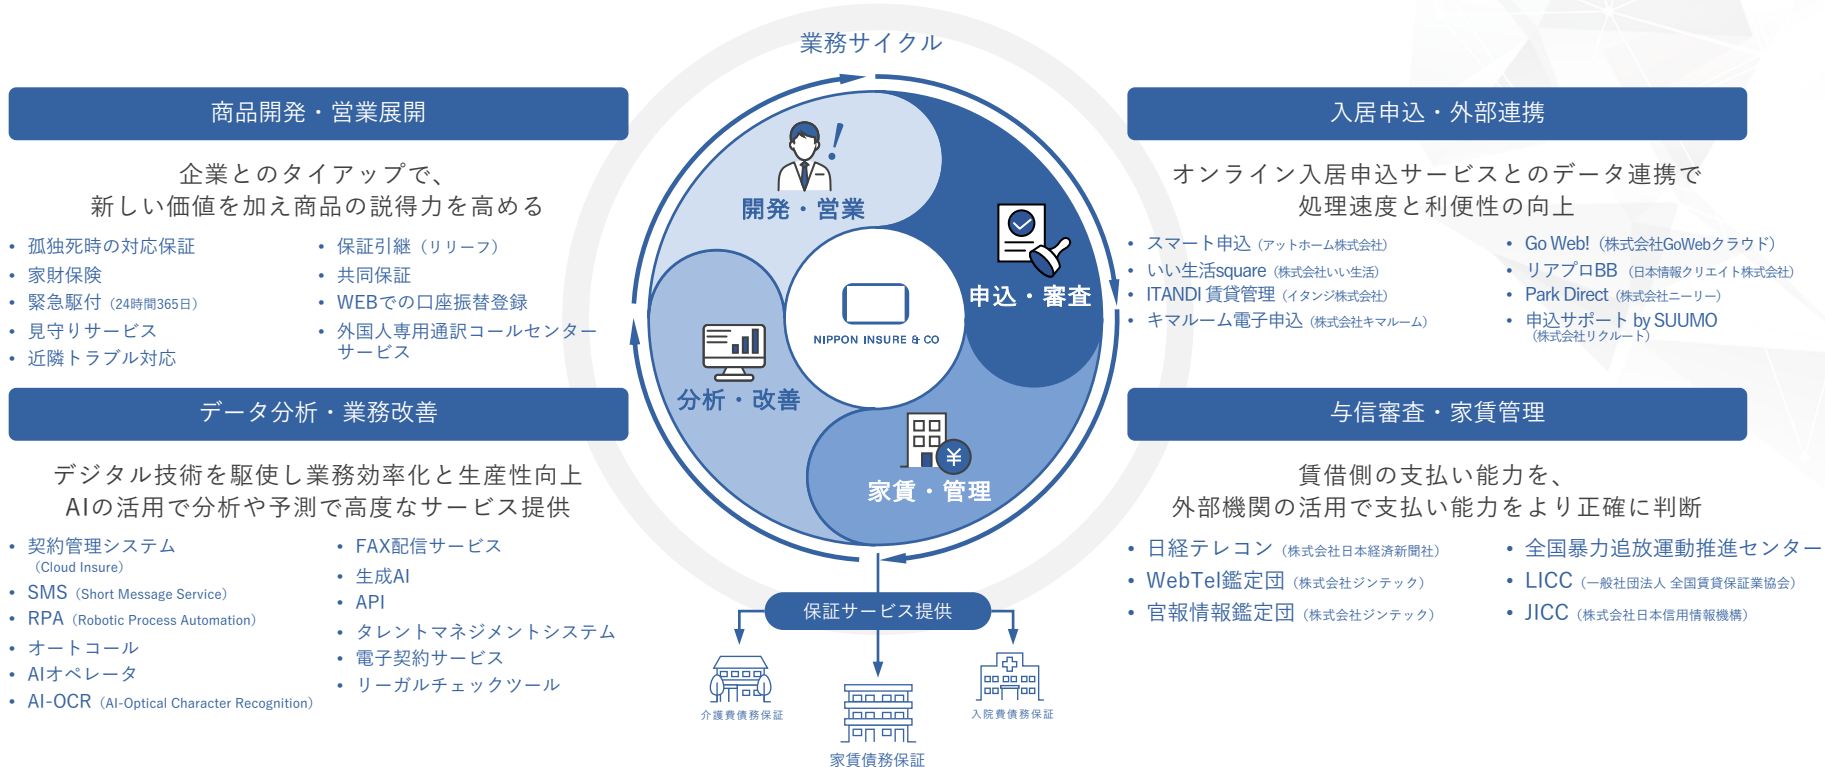 業務サイクル
商品開発・営業展開
企業とのタイアップで、
新しい価値を加え商品の説得力を高める
• 孤独死時の対応保証
• 家財保険
• 緊急駆付（24時間365日）
• 見守りサービス
• 近隣トラブル対応
• 保証引継（リリーフ）
• 共同保証
• WEBでの口座振替登録
• 外国人専用通訳コールセンター
サービス
データ分析・業務改善
デジタル技術を駆使し業務効率化と生産性向上
AIの活用で分析や予測で高度なサービス提供
• 契約管理システム
（Cloud Insure）
• SMS（Short Message Service）
• RPA（Robotic Process Automation）
• オートコール
• AIオペレータ
• AI-OCR（AI-Optical Character Recognition）
• FAX配信サービス
• 生成AI
• API
• タレントマネジメントシステム
• 電子契約サービス
• リーガルチェックツール
開発・営業
申込・審査
NIPPON INSURE & CO
分析・改善
家賃・管理
¥
保証サービス提供
介護費債務保証
家賃債務保証
入院費債務保証
入居申込・外部連携
オンライン入居申込サービスとのデータ連携で
処理速度と利便性の向上
• スマート申込（アットホーム株式会社）
• いい生活square（株式会社いい生活）
• ITANDI 賃貸管理（イタンジ株式会社）
• キマルーム電子申込（株式会社キマルーム）
• Go Web!（株式会社GoWebクラウド）
• リアプロBB（日本情報クリエイト株式会社）
• Park Direct（株式会社ニーリー）
• 申込サポート by SUUMO
（株式会社リクルート）
与信審査・家賃管理
賃借側の支払い能力を、
外部機関の活用で支払い能力をより正確に判断
• 日経テレコン（株式会社日本経済新聞社）
• WebTel鑑定団（株式会社ジンテック）
• 官報情報鑑定団（株式会社ジンテック）
• 全国暴力追放運動推進センター
• LICC（一般社団法人 全国賃貸保証業協会）
• JICC（株式会社日本信用情報機構）